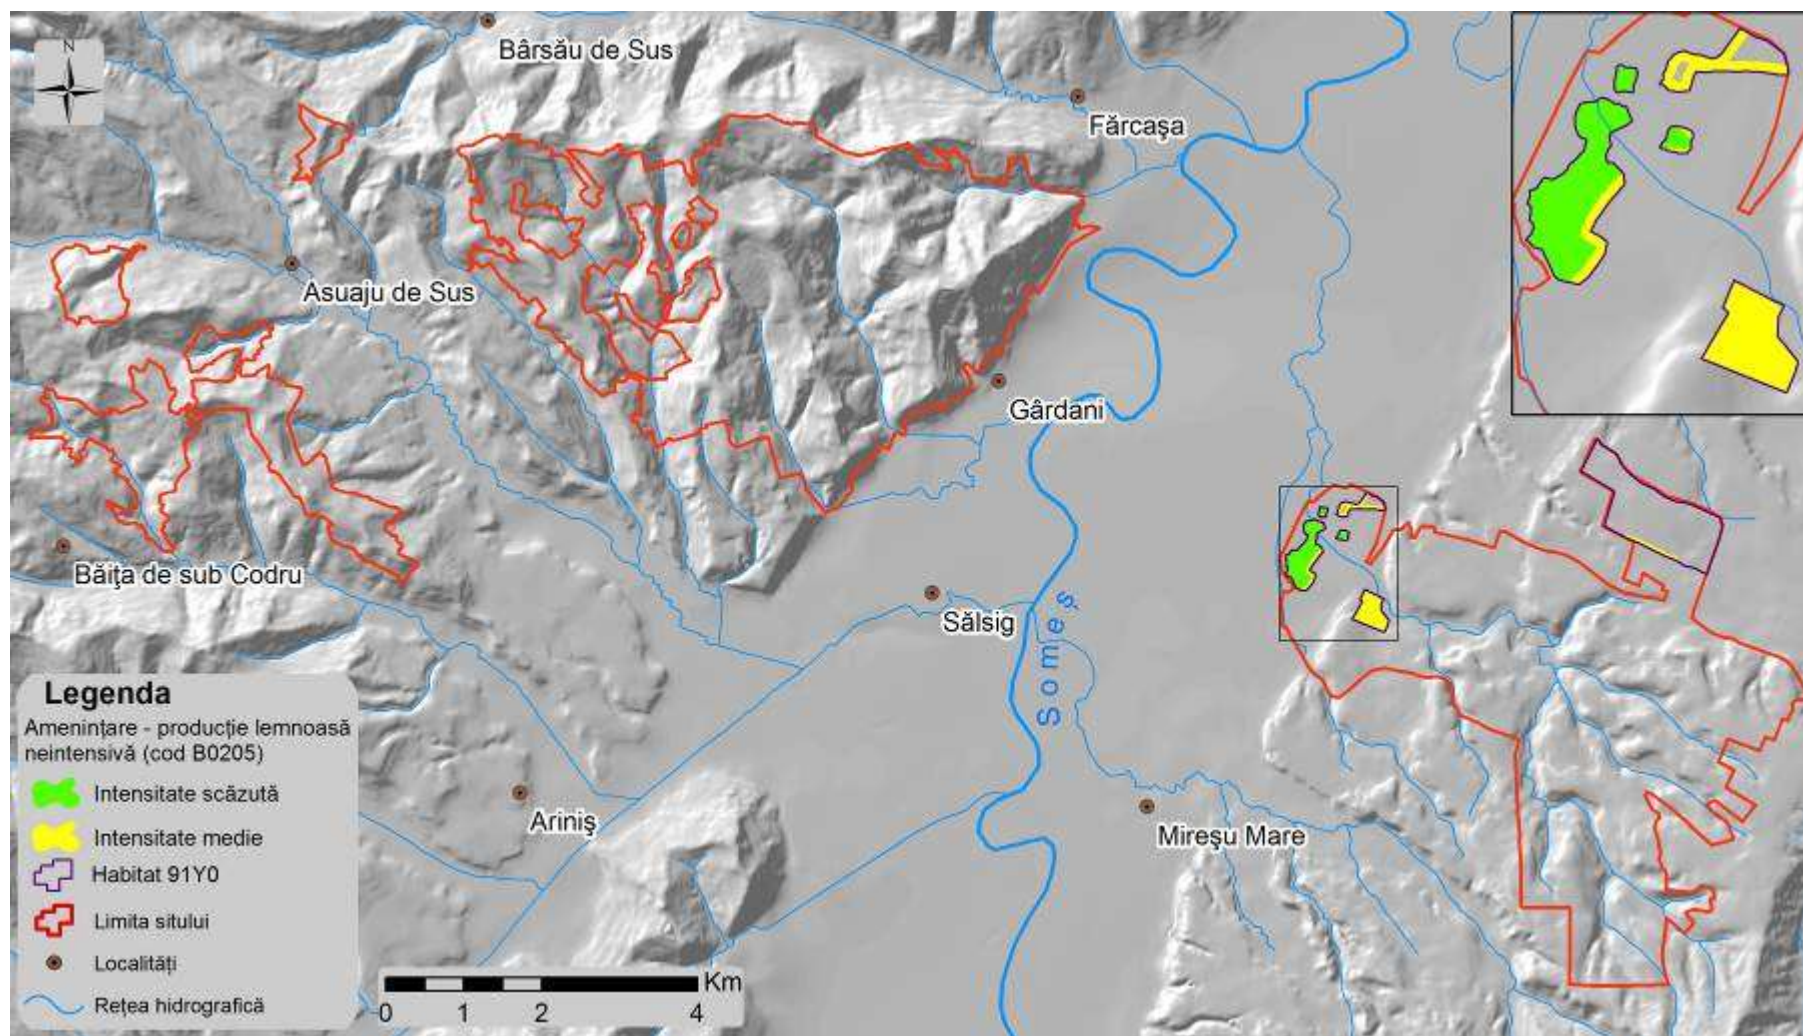 N
Bârsău de Sus
Fărcaşa
Asuaju de Sus
Gârdani
Băiţa de sub Codru
Sălsig
Someș
Legenda
Amenințare - producție lemnoasă
neintensivă (cod B0205)
Intensitate scăzută
Intensitate medie
Habitat 91Y0
Limita sitului
Localități
Rețea hidrografică
Ariniş
Mireşu Mare
Km
0 1 2 4